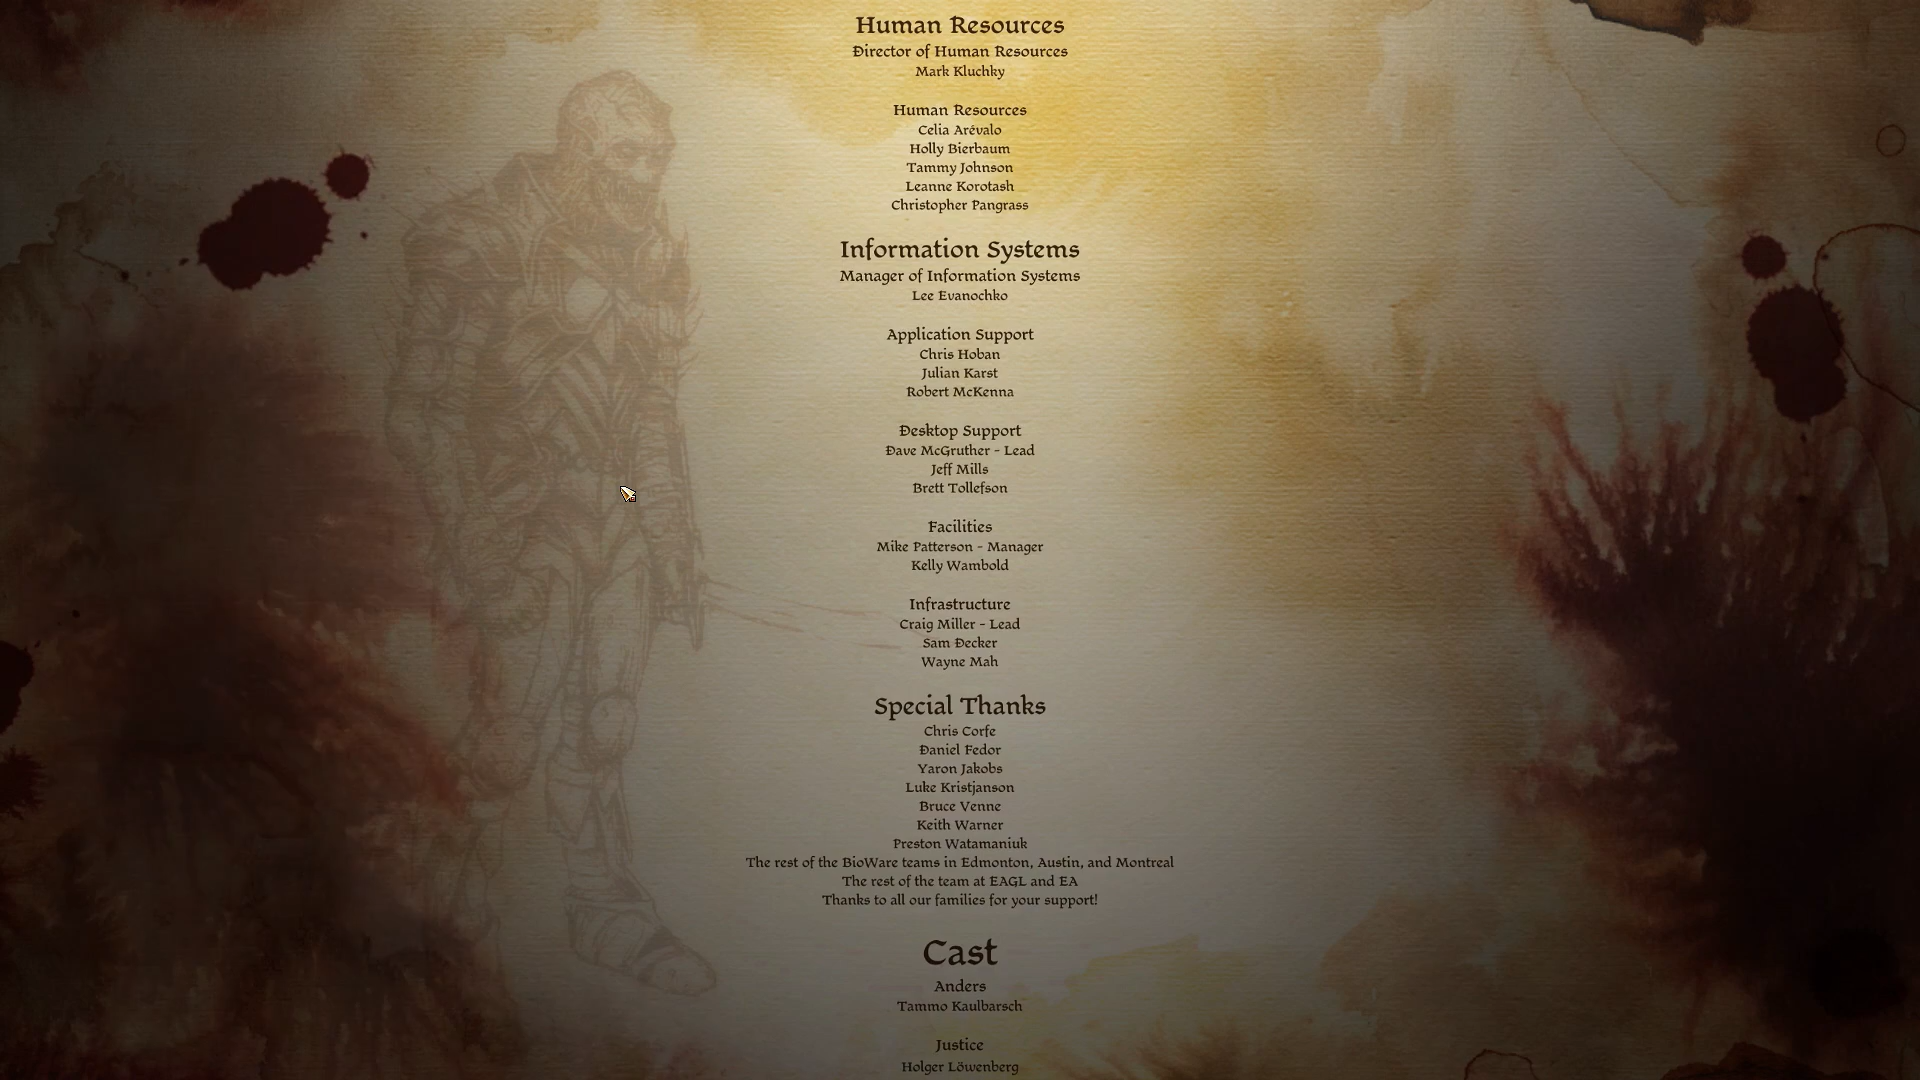 Human Resources
Director of Human Resources
Mark Kluchky
Human Resources
Celia Arévalo
Holly Bierbaum
Tammy Johnson
Leanne Korotash
Christopher Pangrass
Information Systems
Manager of Information Systems
Lee Evanochko
Application Support
Chris Hoban
Julian Karst
Robert McKenna
Desktop Support
Dave McGruther - Lead
Jeff Mills
Brett Tollefson
Facilities
Mike Patterson - Manager
Kelly Wambold
Infrastructure
Craig Miller - Lead
Sam Decker
Wayne Mah
Special Thanks
Chris Corfe
Daniel Fedor
Yaron Jakobs
Luke Kristjanson
Bruce Venne
Keith Warner
Preston Watamaniuk
The rest of the BioWare teams in Edmonton, Austin, and Montreal
The rest of the team at EAGL and EA
Thanks to all our families for your support!
Cast
Anders
Tammo Kaulbarsch
Justice
Holger Löwenberg